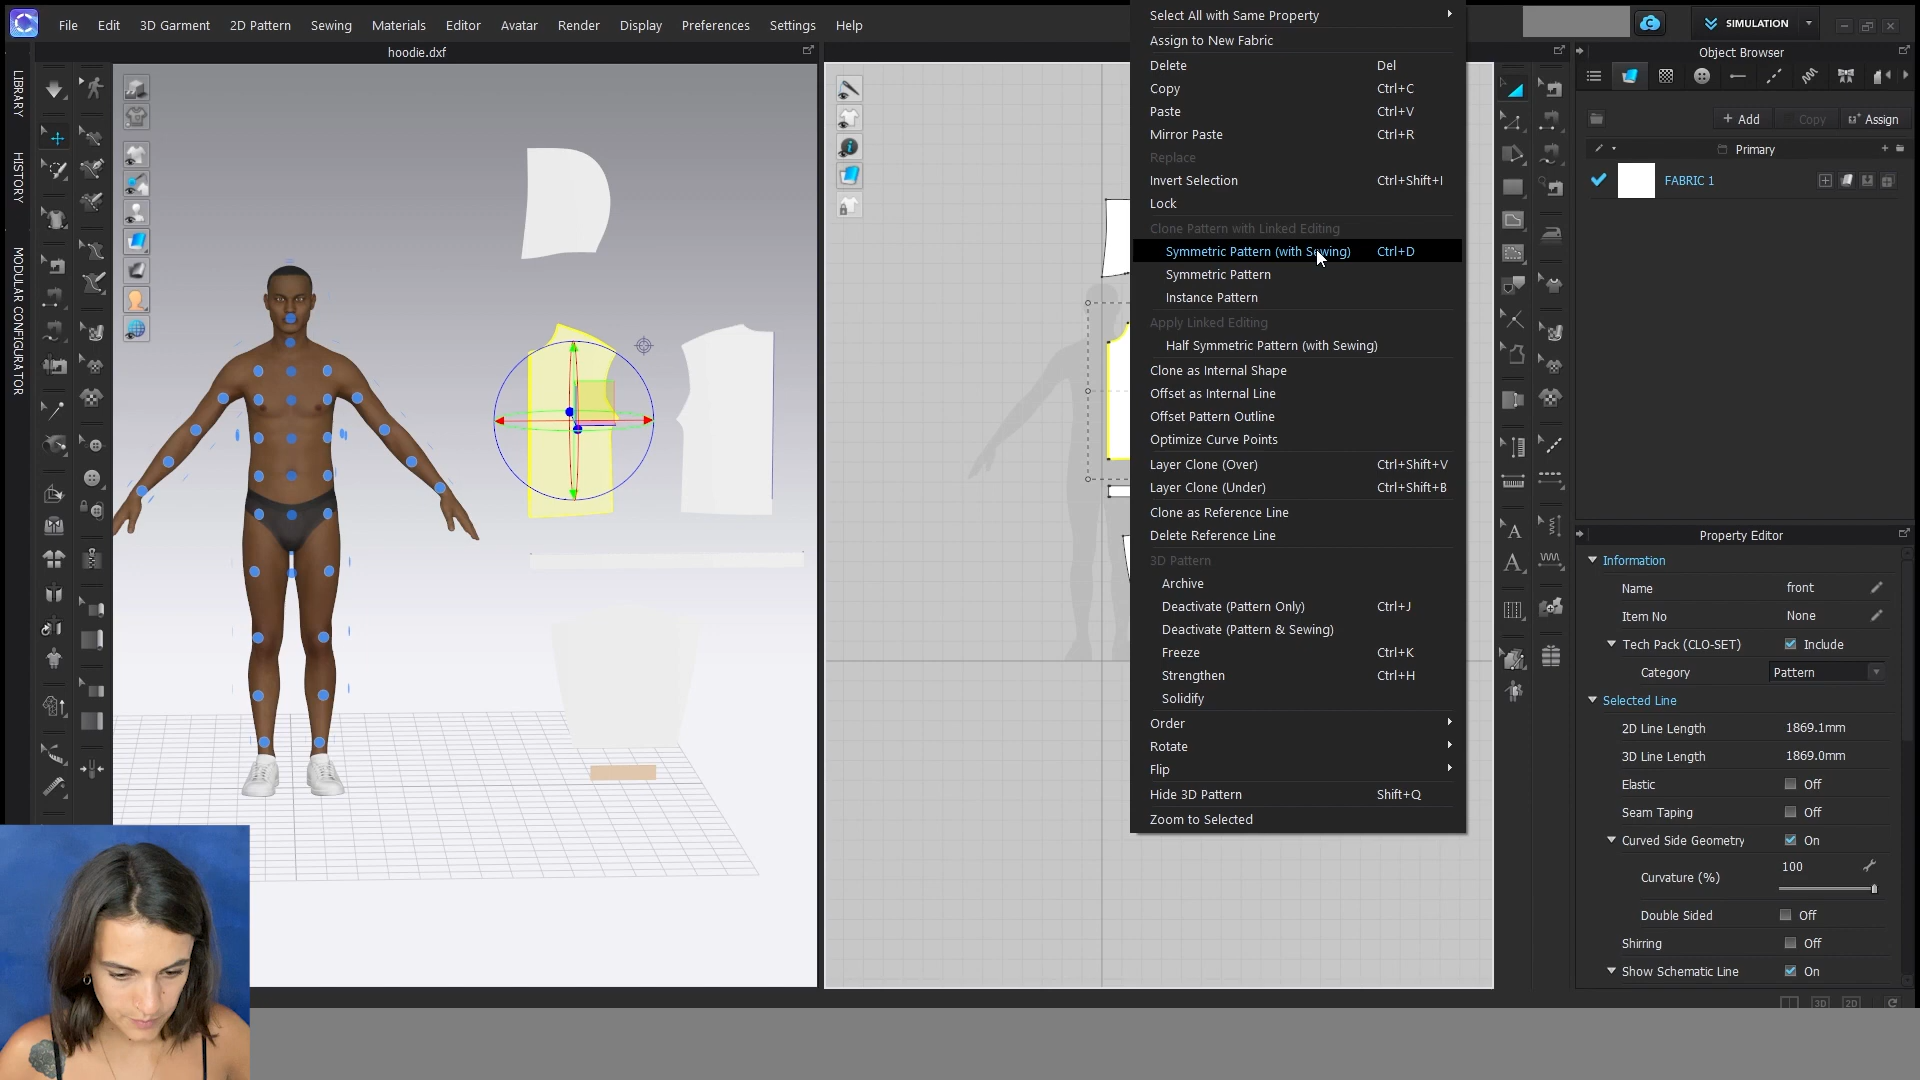 File Edit 3D Garment 2D Pattern Sewing Materials Editor Avatar Render Display Preferences Settings Help
SIMULATION
hoodie.dxf
LIBRARY
HISTORY
MODULAR CONFIGURATOR
Select All with Same Property
Assign to New Fabric
Delete Del
Copy Ctrl+C
Paste Ctrl+V
Mirror Paste Ctrl+R
Replace
Invert Selection Ctrl+Shift+I
Lock
Clone Pattern with Linked Editing
Symmetric Pattern (with Sewing) Ctrl+D
Symmetric Pattern
Instance Pattern
Apply Linked Editing
Half Symmetric Pattern (with Sewing)
Clone as Internal Shape
Offset as Internal Line
Offset Pattern Outline
Optimize Curve Points
Layer Clone (Over) Ctrl+Shift+V
Layer Clone (Under) Ctrl+Shift+B
Clone as Reference Line
Delete Reference Line
3D Pattern
Archive
Deactivate (Pattern Only) Ctrl+J
Deactivate (Pattern & Sewing)
Freeze Ctrl+K
Strengthen Ctrl+H
Solidify
Order
Rotate
Flip
Hide 3D Pattern Shift+Q
Zoom to Selected
Object Browser
+ Add Copy Assign
Primary
FABRIC 1
Property Editor
Information
Name front
Item No None
Tech Pack (CLO-SET) Include
Category Pattern
Selected Line
2D Line Length 1869.1mm
3D Line Length 1869.0mm
Elastic Off
Seam Taping Off
Curved Side Geometry On
Curvature (%) 100
Double Sided Off
Shirring Off
Show Schematic Line On
3D 2D